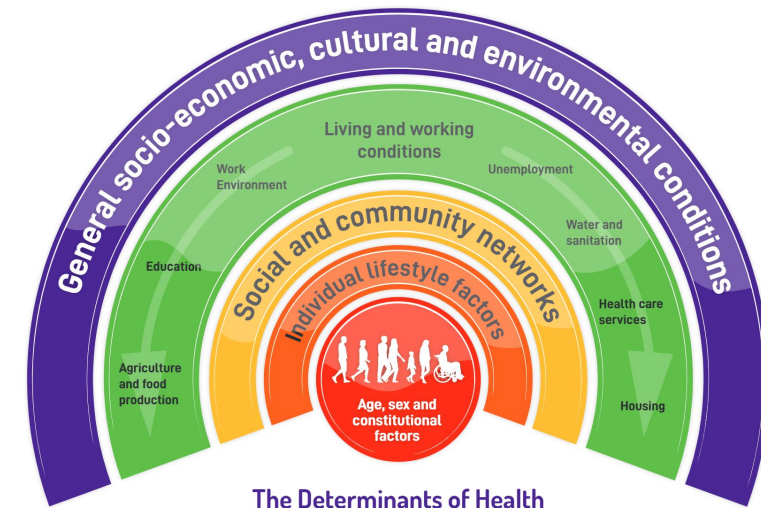 General socio-economic, cultural and environmental conditions
Living and working
conditions
Work
Environment
Unemployment
Education
Water and
sanitation
Agriculture
and food
production
Health care
services
Housing
Social and community networks
Individual lifestyle factors
Age, sex and
constitutional
factors
The Determinants of Health